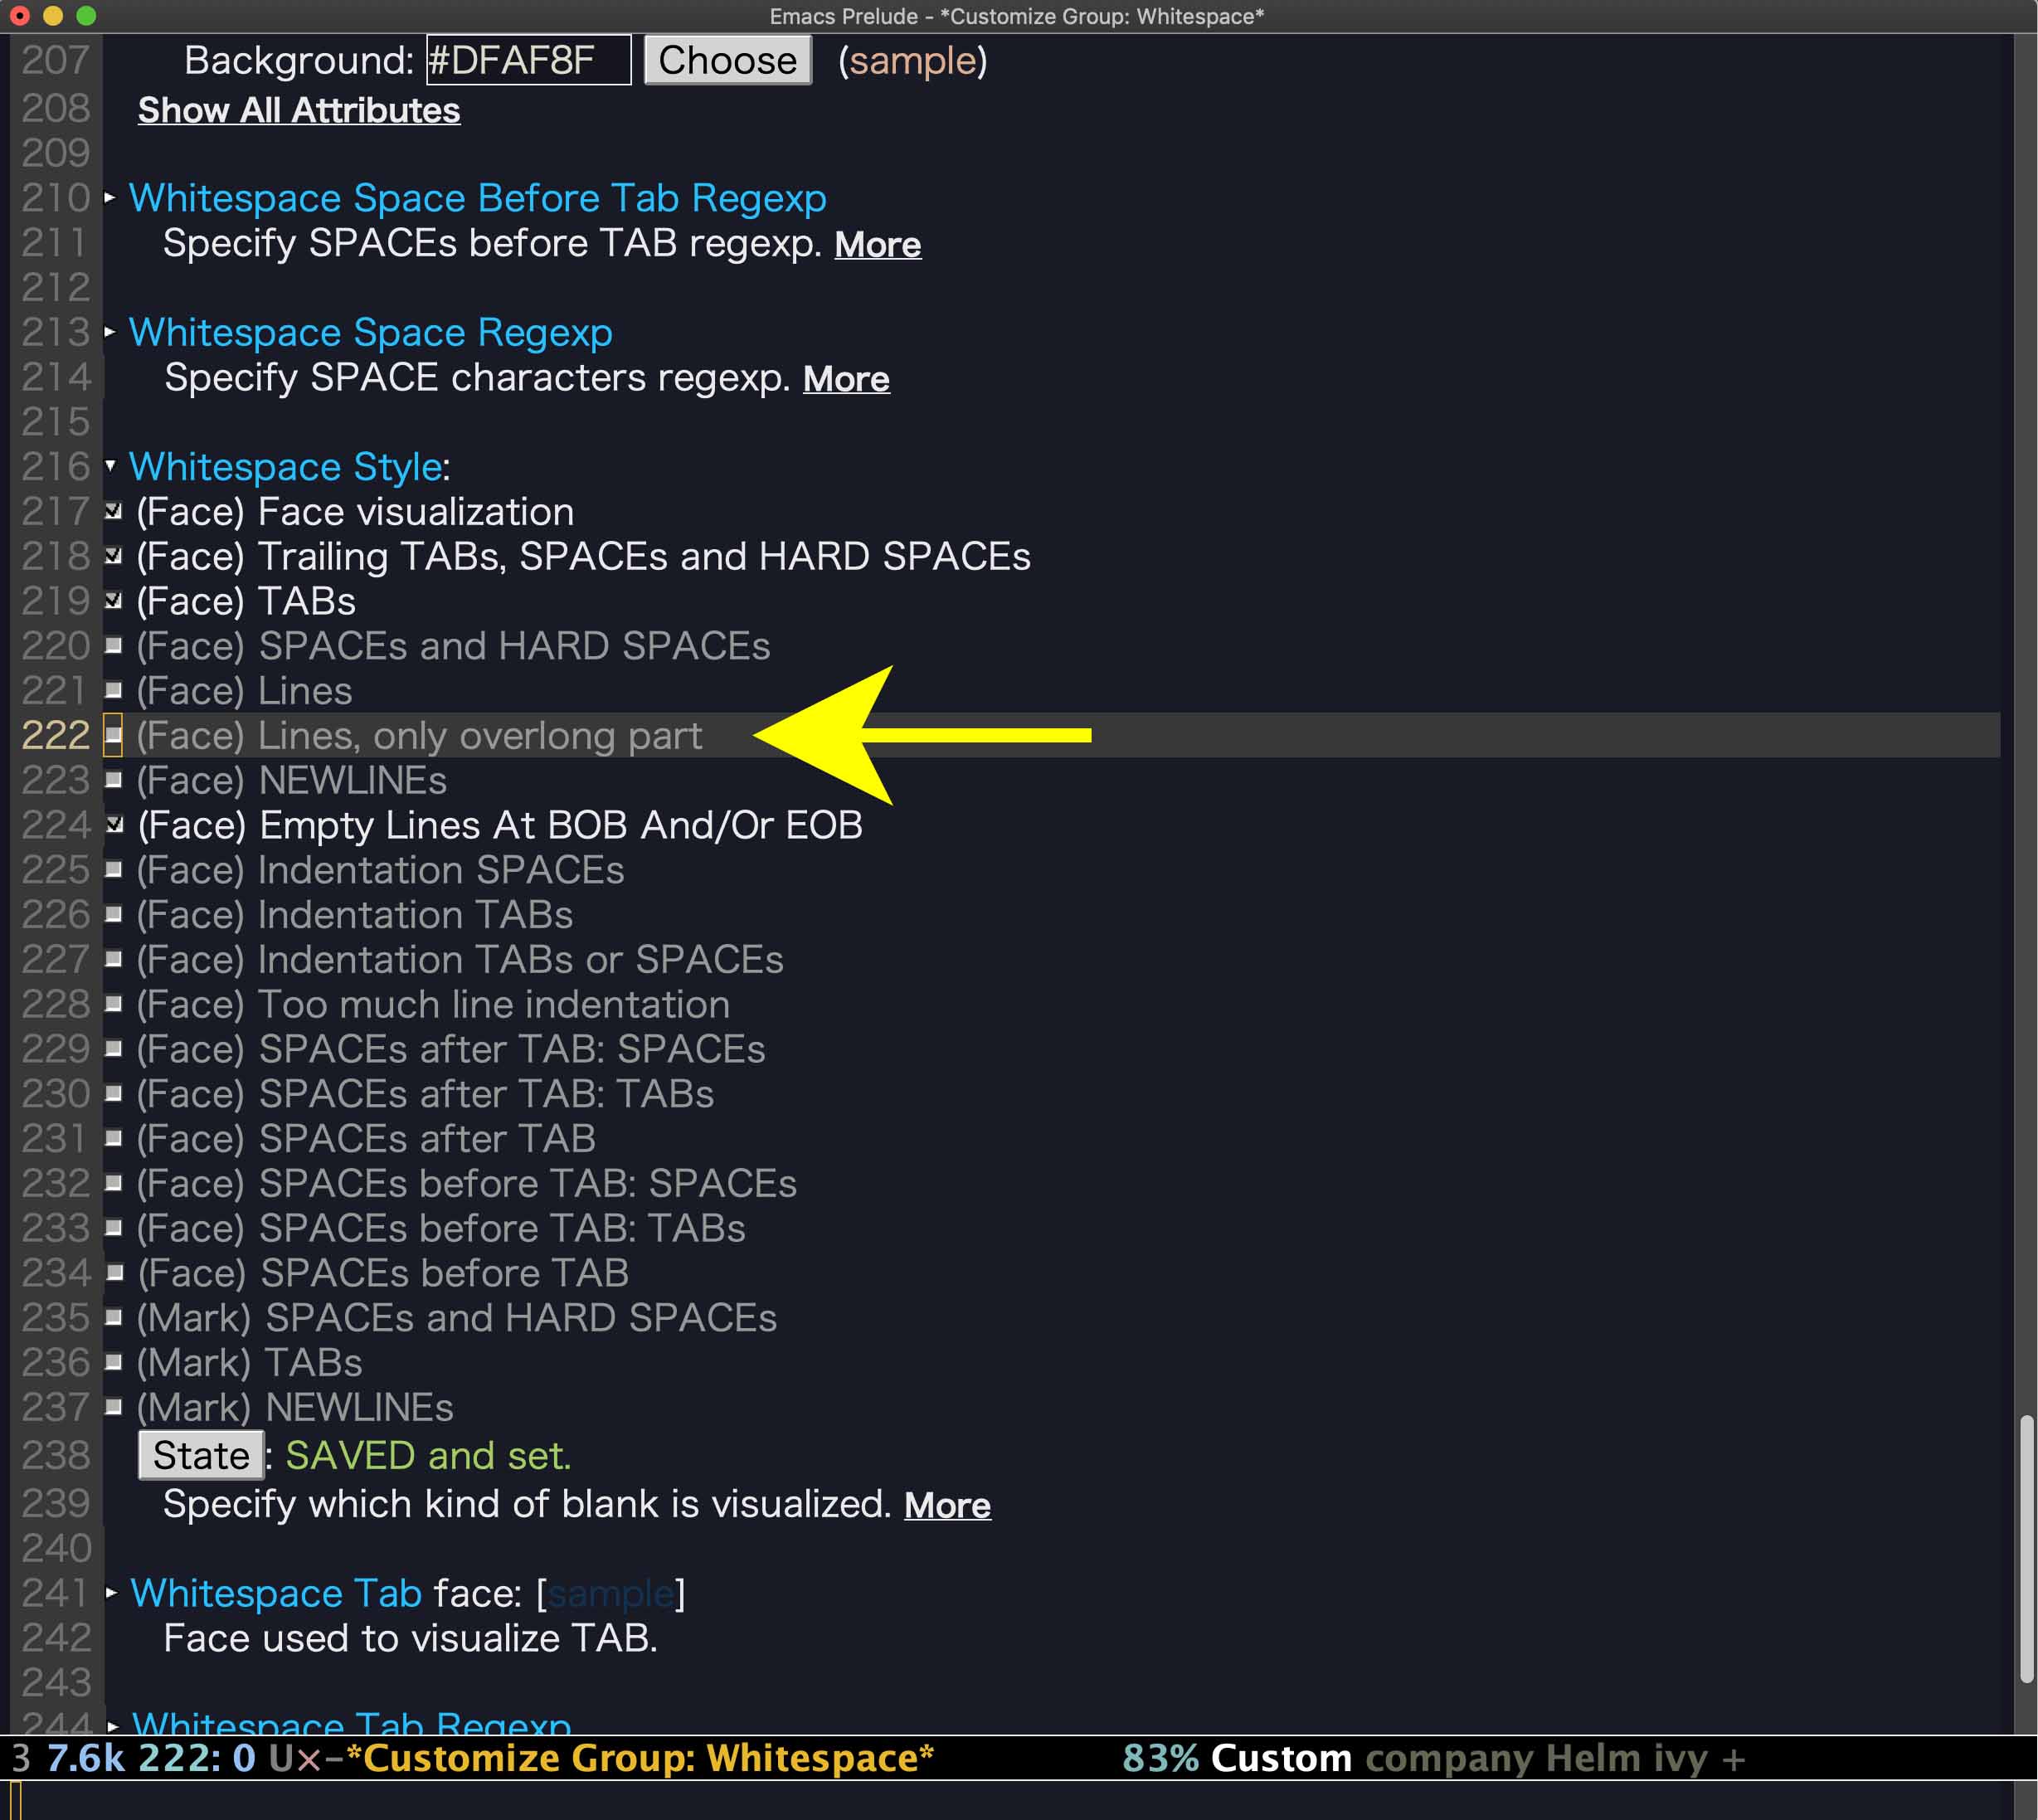 Emacs Prelude - *Customize Group: Whitespace*
207 Background: #DFAF8F Choose (sample)
208 Show All Attributes
209
210 Whitespace Space Before Tab Regexp
211 Specify SPACEs before TAB regexp. More
212
213 Whitespace Space Regexp
214 Specify SPACE characters regexp. More
215
216 Whitespace Style:
217 (Face) Face visualization
218 (Face) Trailing TABs, SPACEs and HARD SPACEs
219 (Face) TABs
220 (Face) SPACEs and HARD SPACEs
221 (Face) Lines
222 (Face) Lines, only overlong part
223 (Face) NEWLINEs
224 (Face) Empty Lines At BOB And/Or EOB
225 (Face) Indentation SPACEs
226 (Face) Indentation TABs
227 (Face) Indentation TABs or SPACEs
228 (Face) Too much line indentation
229 (Face) SPACEs after TAB: SPACEs
230 (Face) SPACEs after TAB: TABs
231 (Face) SPACEs after TAB
232 (Face) SPACEs before TAB: SPACEs
233 (Face) SPACEs before TAB: TABs
234 (Face) SPACEs before TAB
235 (Mark) SPACEs and HARD SPACEs
236 (Mark) TABs
237 (Mark) NEWLINEs
238 State : SAVED and set.
239 Specify which kind of blank is visualized. More
240
241 Whitespace Tab face: [sample]
242 Face used to visualize TAB.
243
244 Whitespace Tab Regexp
3 7.6k 222: 0 U×-*Customize Group: Whitespace* 83% Custom company Helm ivy +